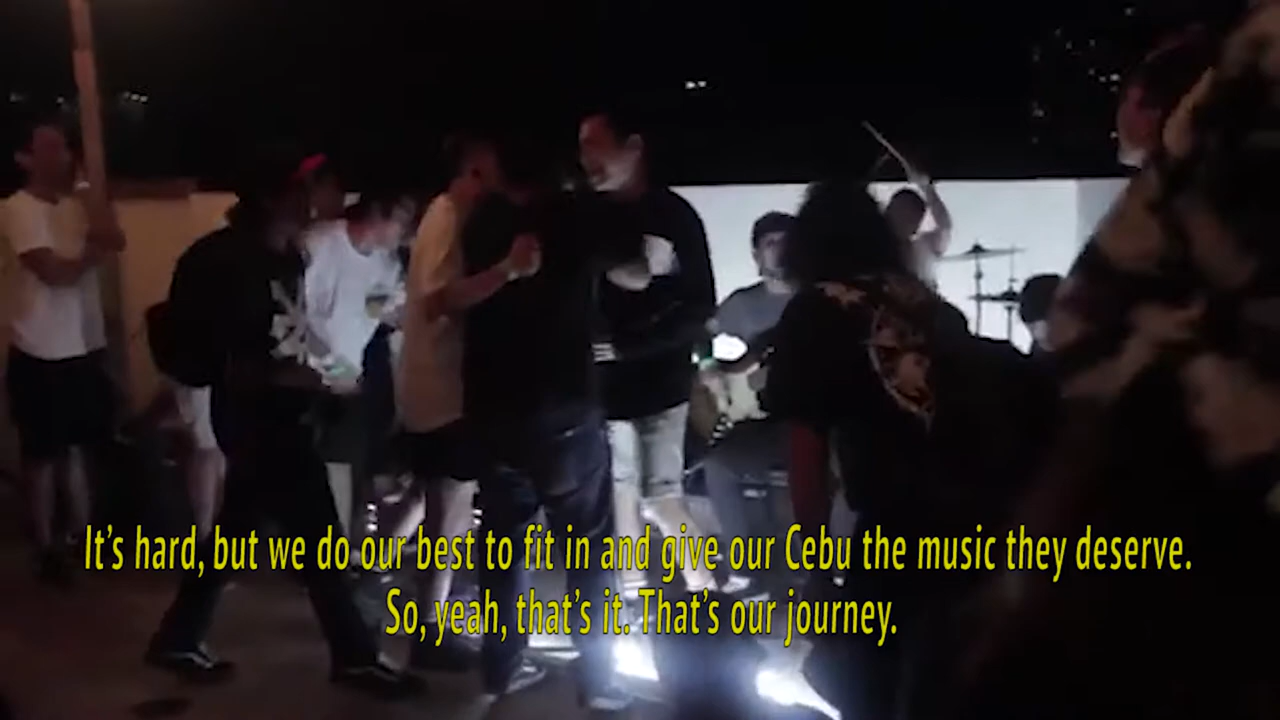 It's hard, but we do our best to fit in and give our Cebu the music they deserve.
So, yeah, that's it. That's our journey.